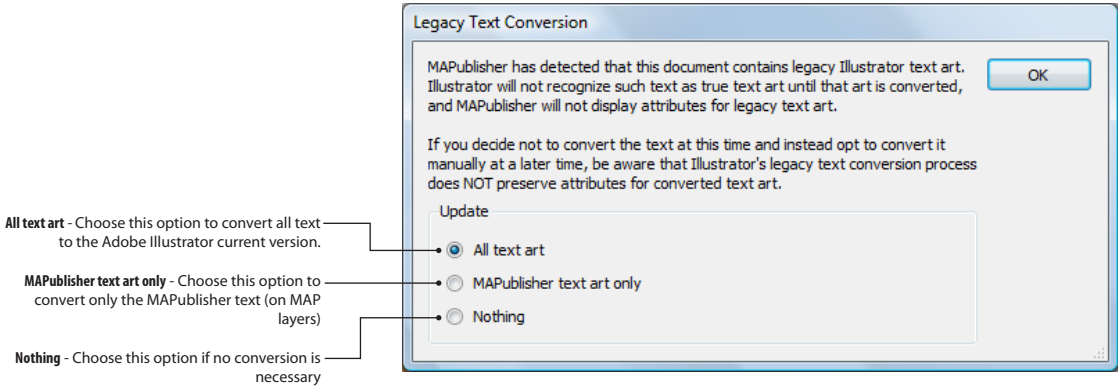 Legacy Text Conversion
MAPublisher has detected that this document contains legacy Illustrator text art.
Illustrator will not recognize such text as true text art until that art is converted,
and MAPublisher will not display attributes for legacy text art.
OK
If you decide not to convert the text at this time and instead opt to convert it
manually at a later time, be aware that Illustrator's legacy text conversion process
does NOT preserve attributes for converted text art.
Update
All text art - Choose this option to convert all text
to the Adobe Illustrator current version.
All text art
MAPublisher text art only - Choose this option to
convert only the MAPublisher text (on MAP
layers)
MAPublisher text art only
Nothing - Choose this option if no conversion is
necessary
Nothing